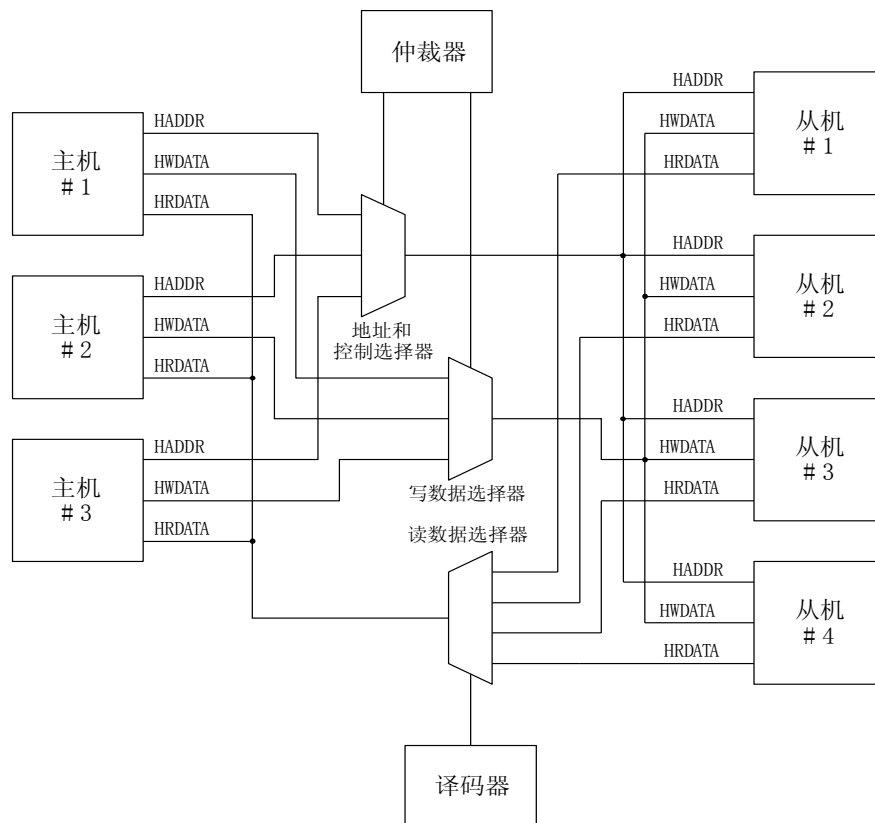 仲裁器
主机
#1
HADDR
HWDATA
HRDATA
主机
#2
HADDR
HWDATA
HRDATA
主机
#3
HADDR
HWDATA
HRDATA
地址和
控制选择器
写数据选择器
读数据选择器
HADDR
HWDATA
HRDATA
从机
#1
HADDR
HWDATA
HRDATA
从机
#2
HADDR
HWDATA
HRDATA
从机
#3
HADDR
HWDATA
HRDATA
从机
#4
译码器